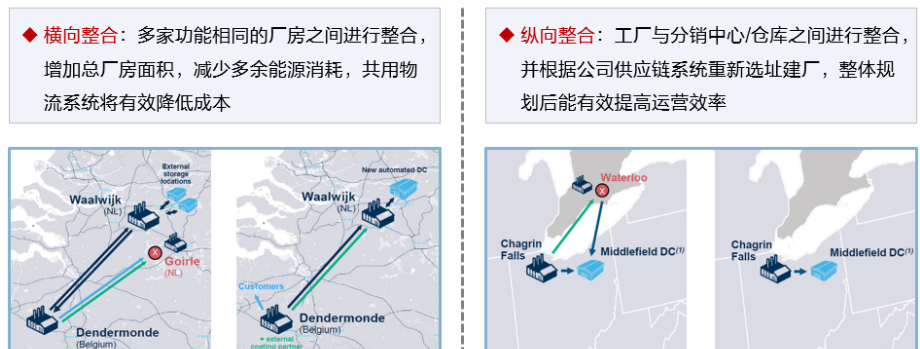 ◆ 横向整合：多家功能相同的厂房之间进行整合，
增加总厂房面积，减少多余能源消耗，共用物
流系统将有效降低成本
◆ 纵向整合：工厂与分销中心/仓库之间进行整合，
并根据公司供应链系统重新选址建厂，整体规
划后能有效提高运营效率
External
storage
locations
Waalwijk
(NL)
X
Goirle
(NL)
Dendermonde
(Belgium)
New automated DC
Waalwijk
(NL)
Customers
Dendermonde
(Belgium)
+ external
coating partner
Waterloo
X
Chagrin
Falls
Middlefield DC(1)
Chagrin
Falls
Middlefield DC(1)